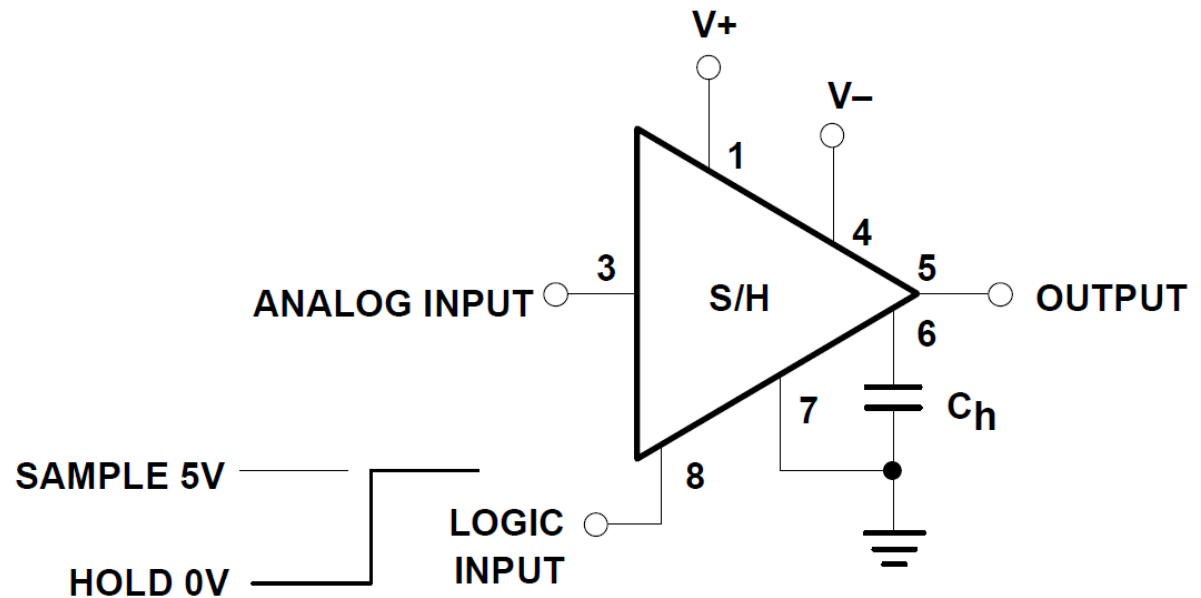 V+
V–
1
4
3
5
ANALOG INPUT
S/H
OUTPUT
6
7
Ch
SAMPLE 5V
8
LOGIC
INPUT
HOLD 0V